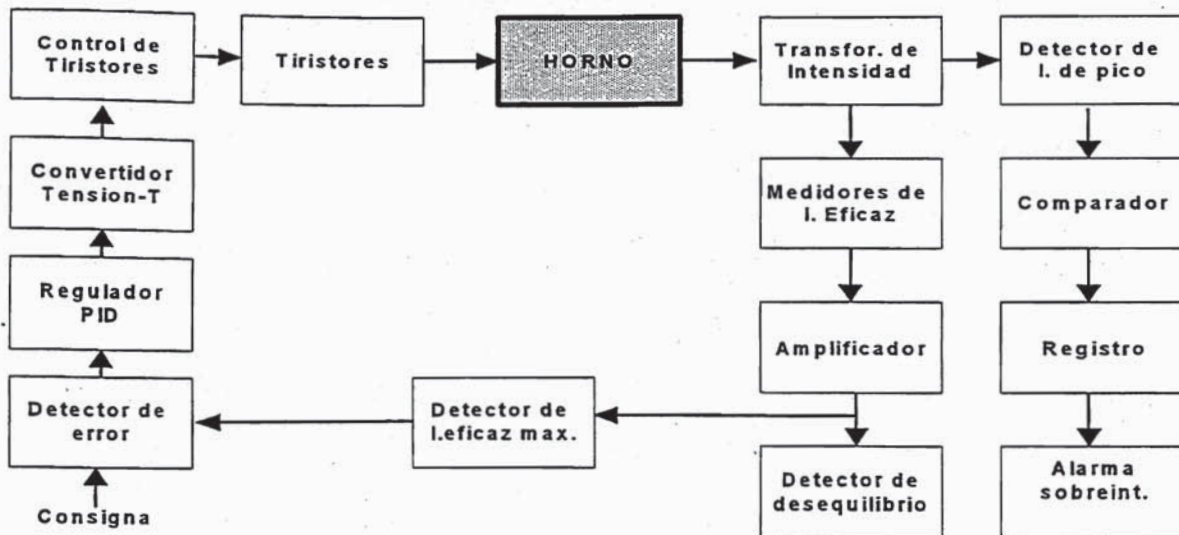 Control de
Tiristores
Tiristores
HORNO
Transfor. de
Intensidad
Detector de
I. de pico
Convertidor
Tension-T
Medidores de
I. Eficaz
Comparador
Regulador
PID
Amplificador
Registro
Detector de
error
Detector de
I.eficaz max.
Detector de
desequilibrio
Alarma
sobreint.
Consigna